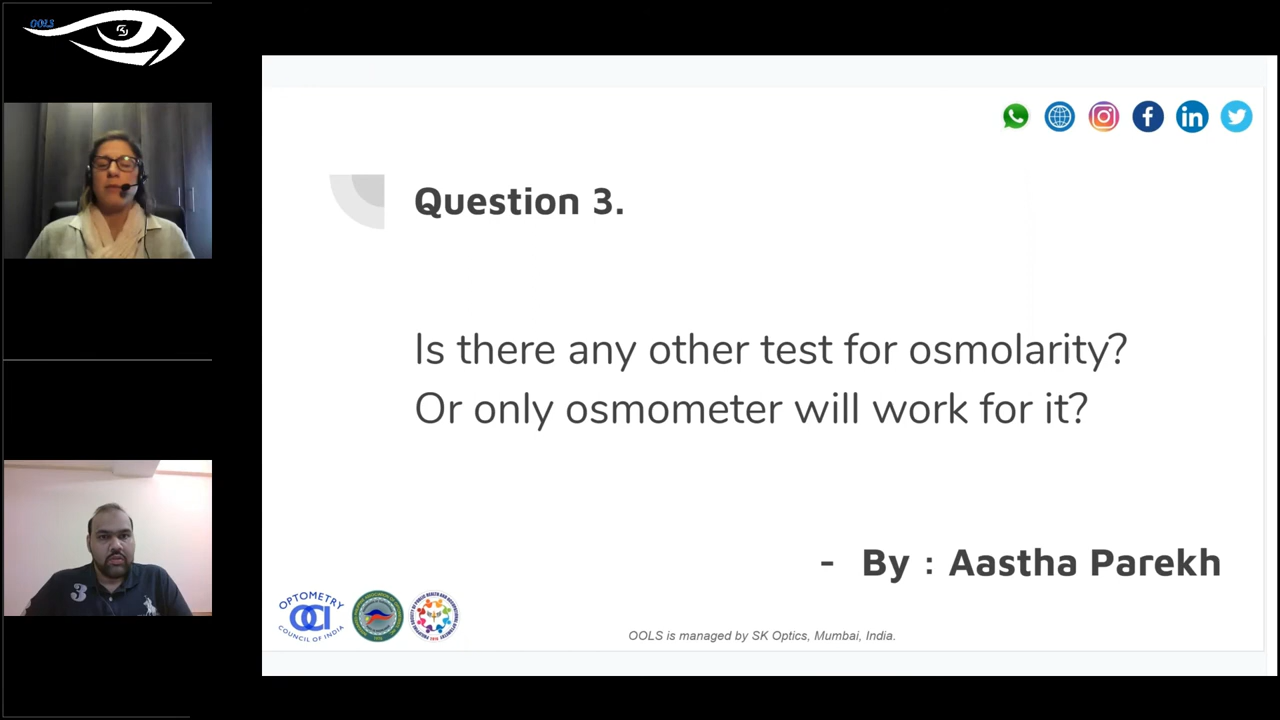 OOLS
Question 3.
Is there any other test for osmolarity?
Or only osmometer will work for it?
- By : Aastha Parekh
OPTOMETRY
OCI
COUNCIL OF INDIA
OOLS is managed by SK Optics, Mumbai, India.
3